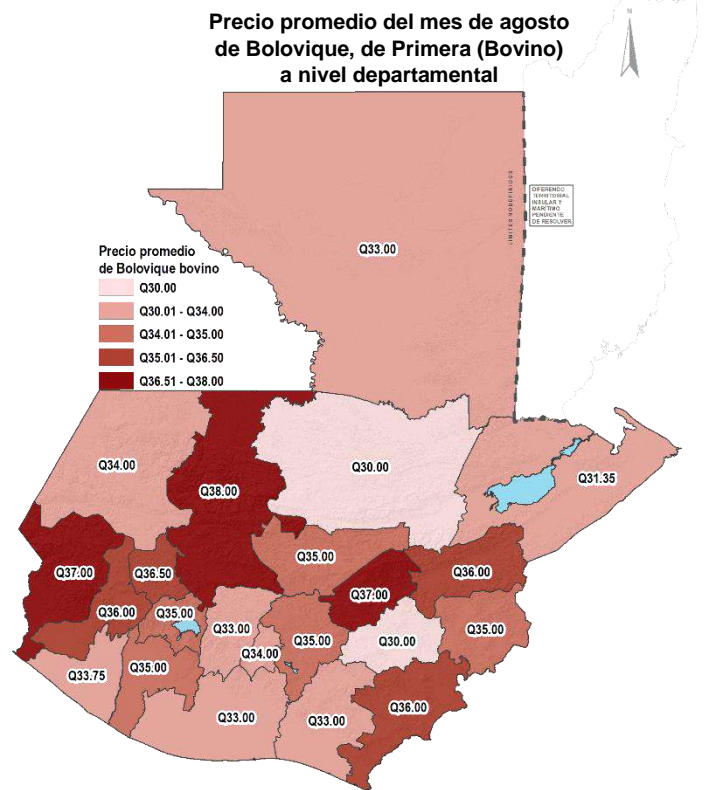 Precio promedio del mes de agosto
de Bolovique, de Primera (Bovino)
a nivel departamental
N
LIMITES NO DEFINIDOS
DIFERENDO
TERRITORIAL
INSULAR Y
MARÍTIMO
PENDIENTE
DE RESOLVER
Q33.00
Precio promedio
de Bolovique bovino
Q30.00
Q30.01 - Q34.00
Q34.01 - Q35.00
Q35.01 - Q36.50
Q36.51 - Q38.00
Q34.00
Q38.00
Q30.00
Q31.35
Q37:00
Q36.50
Q35.00
Q37:00
Q36.00
Q36.00
Q35.00
Q33.00
Q34.00
Q35.00
Q30.00
Q35.00
Q33.75
Q35.00
Q33.00
Q33.00
Q36.00